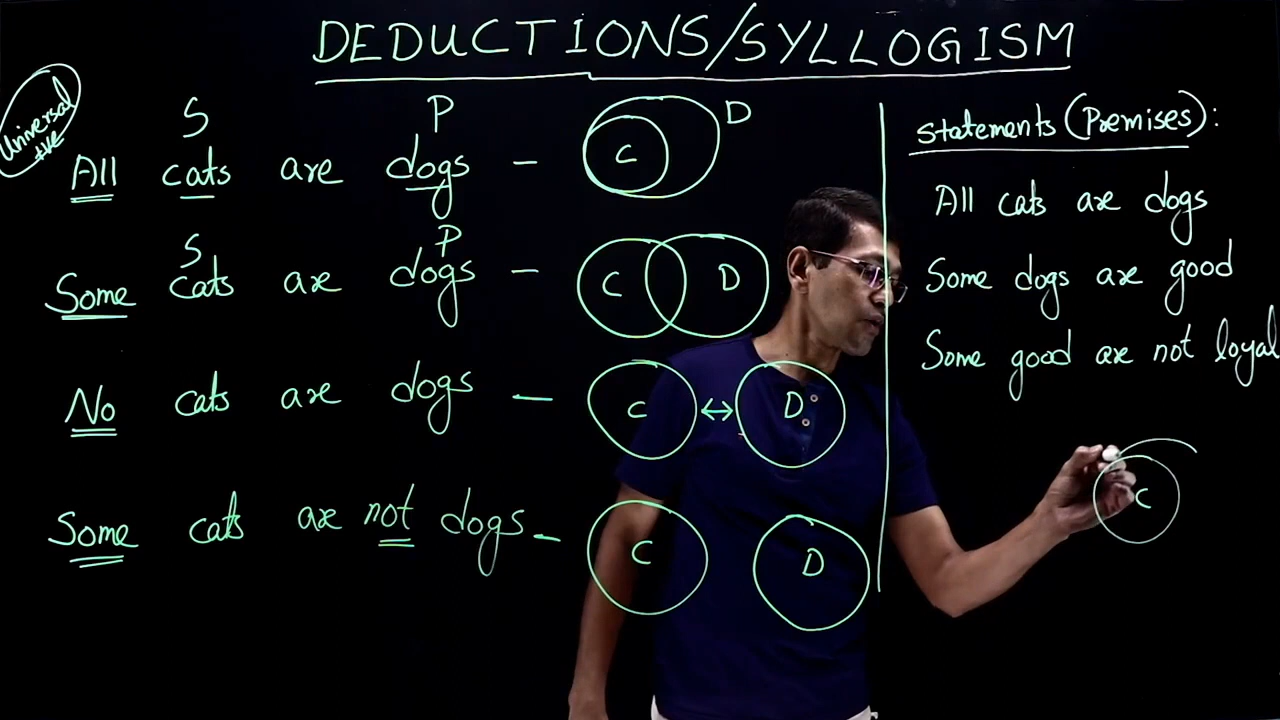 DEDUCTIONS/SYLLOGISM
Universal
+ve
S P
All cats are dogs - C D
S P
Some cats are dogs - C D
No cats are dogs - C ↔ D
Some cats are not dogs - C D
Statements (Premises):
All cats are dogs
Some dogs are good
Some good are not loyal
C